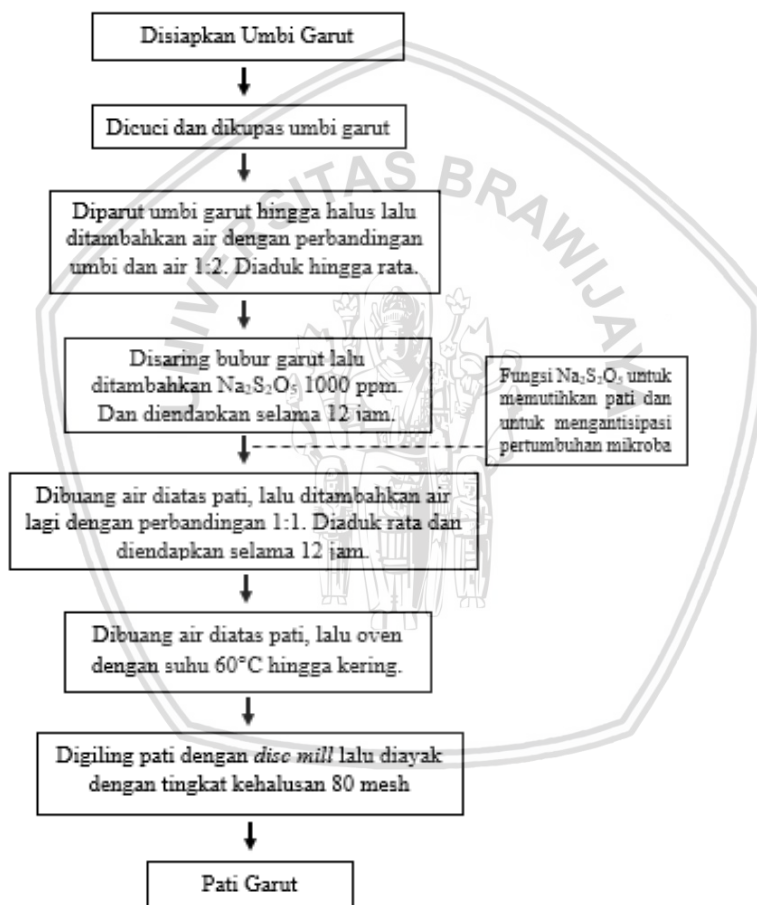 Disiapkan Umbi Garut
Dicuci dan dikupas umbi garut
Diparut umbi garut hingga halus lalu
ditambahkan air dengan perbandingan
umbi dan air 1:2. Diaduk hingga rata.
Disaring bubur garut lalu
ditambahkan Na₂S₂O₅ 1000 ppm.
Dan diendapkan selama 12 jam.
Fungsi Na₂S₂O₅ untuk
memutihkan pati dan
untuk mengantisipasi
pertumbuhan mikroba
Dibuang air diatas pati, lalu ditambahkan air
lagi dengan perbandingan 1:1. Diaduk rata dan
diendapkan selama 12 jam.
Dibuang air diatas pati, lalu oven
dengan suhu 60°C hingga kering.
Digiling pati dengan disc mill lalu diayak
dengan tingkat kehalusan 80 mesh
Pati Garut
UNIVERSITAS BRAWIJAYA